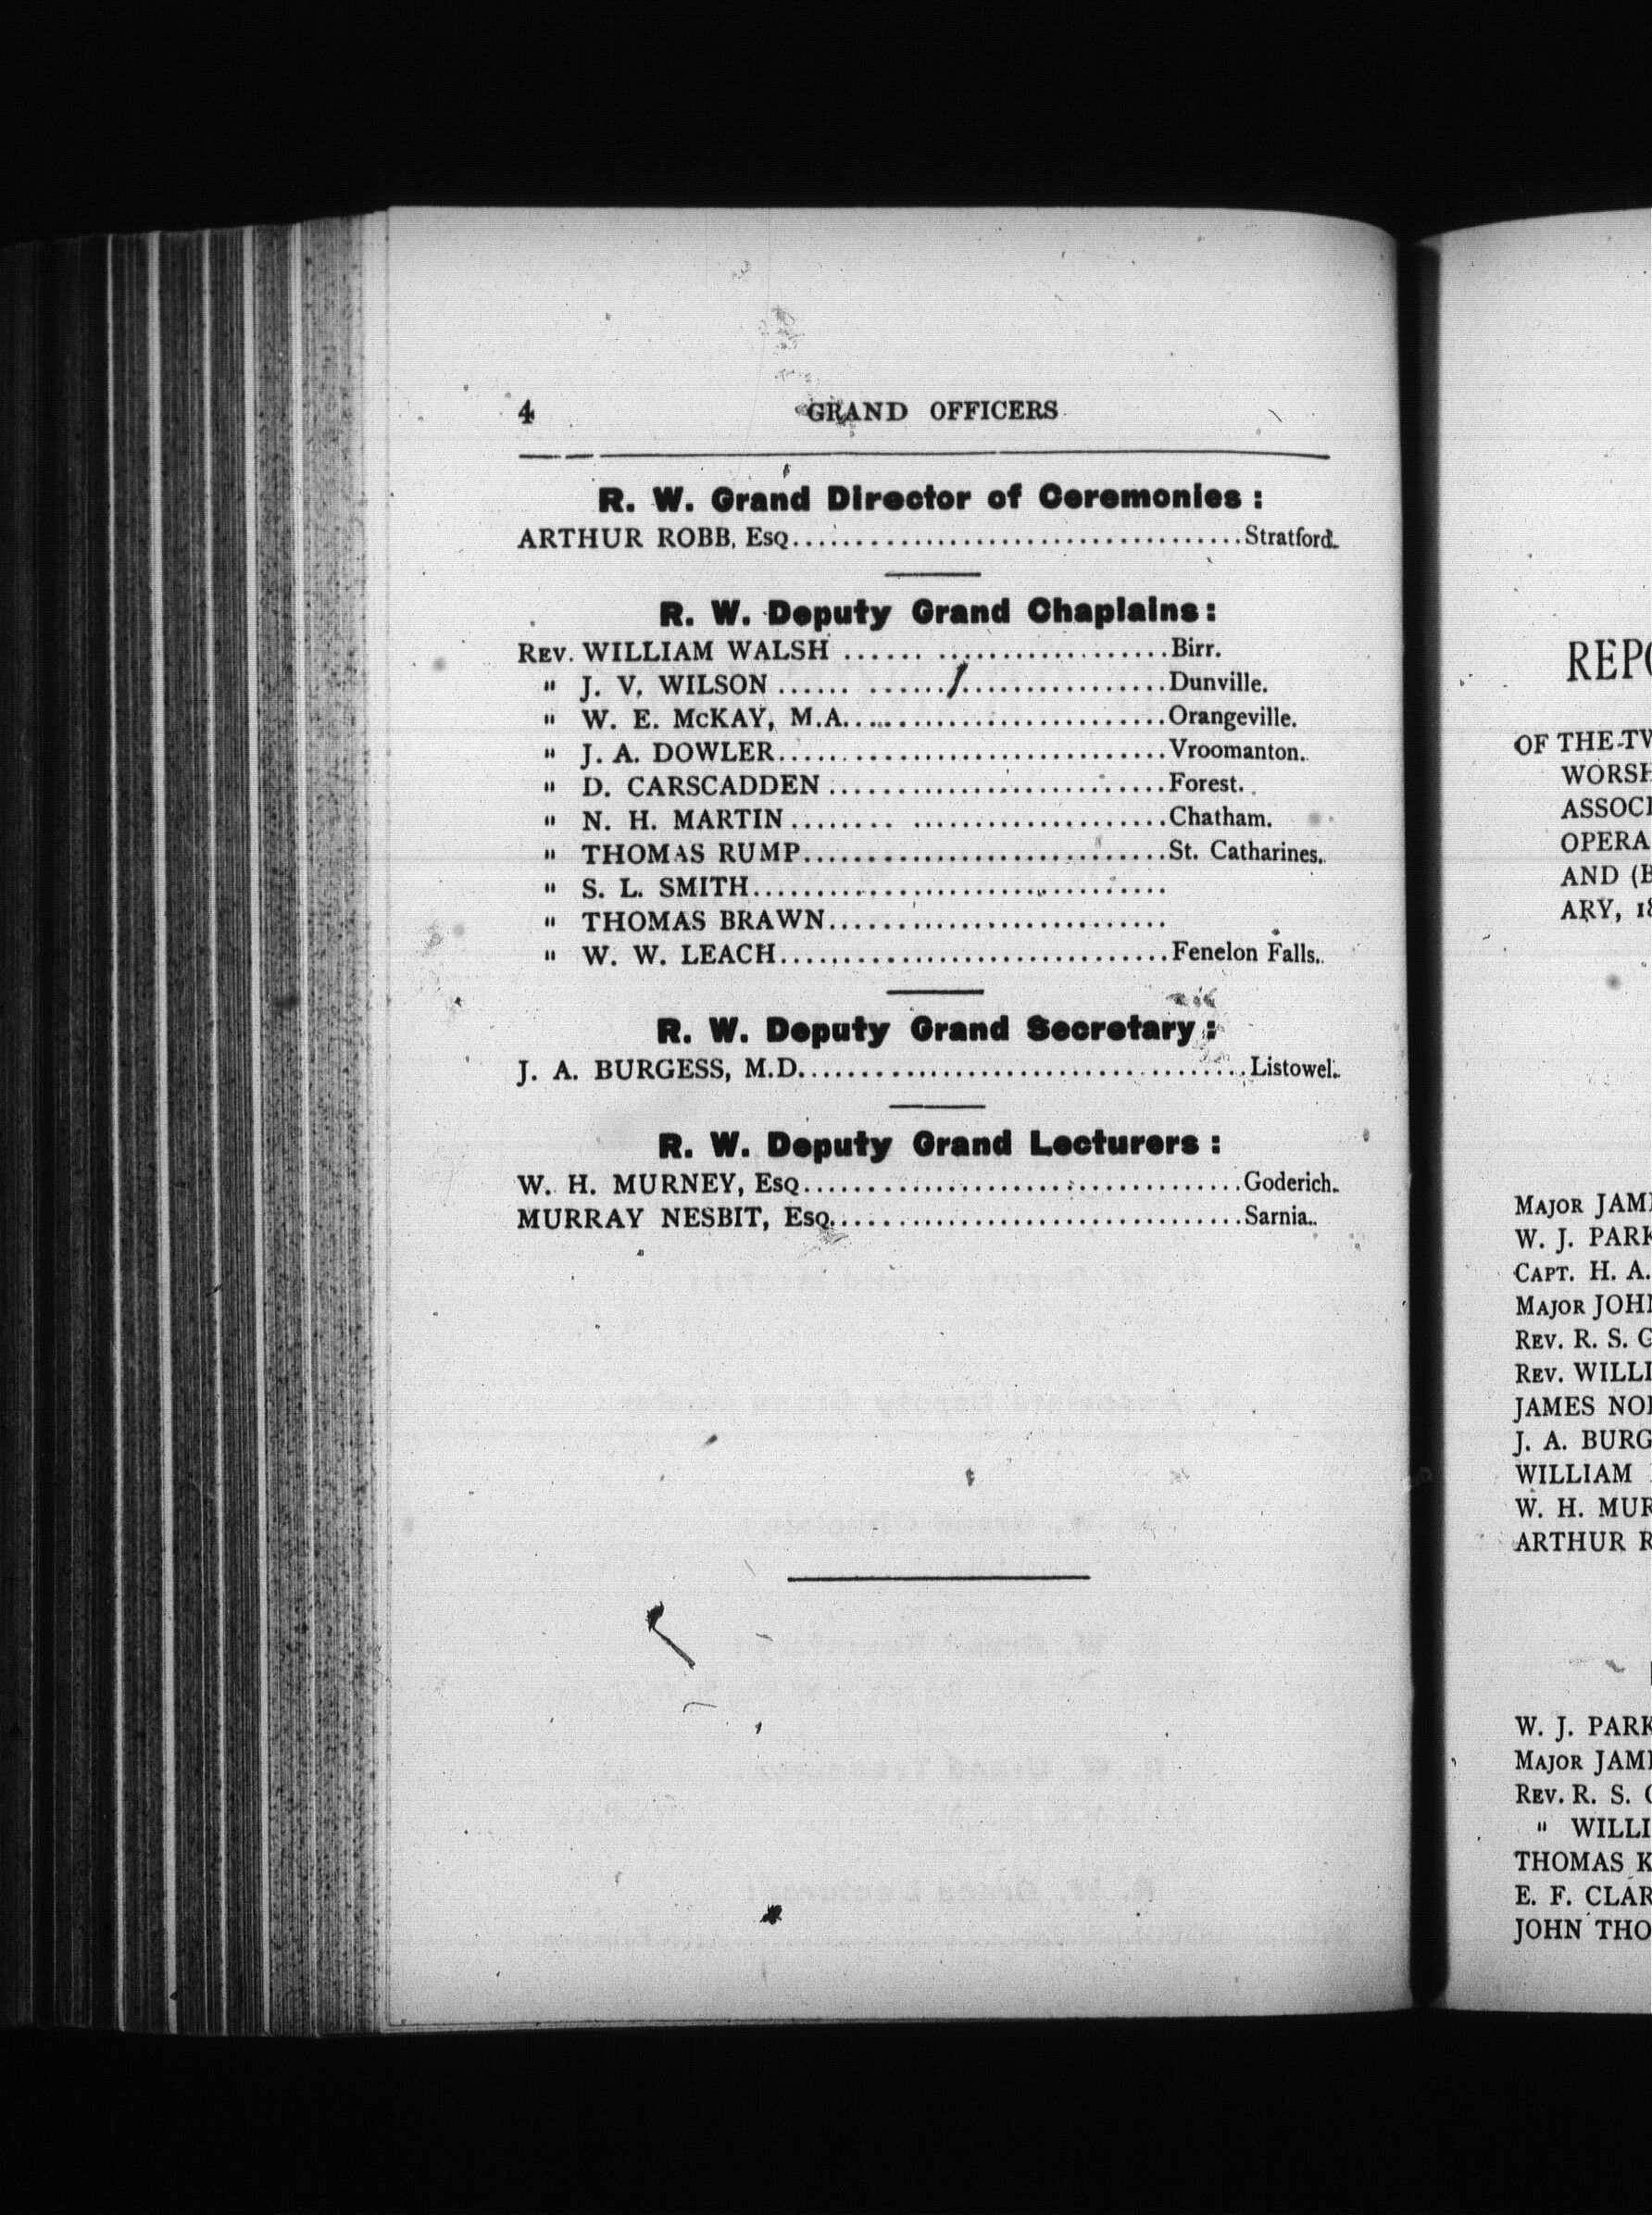 4 GRAND OFFICERS
R. W. Grand Director of Ceremonies :
ARTHUR ROBB, Esq........................................Stratford.
R. W. Deputy Grand Chaplains :
Rev. WILLIAM WALSH ...... .....................Birr.
" J. V. WILSON ...... .........................Dunville.
" W. E. McKAY, M.A............................Orangeville.
" J. A. DOWLER................................Vroomanton.
" D. CARSCADDEN ............................Forest.
" N. H. MARTIN ........ .....................Chatham.
" THOMAS RUMP..............................St. Catharines.
" S. L. SMITH..................................
" THOMAS BRAWN............................
" W. W. LEACH................................Fenelon Falls.
R. W. Deputy Grand Secretary :
J. A. BURGESS, M.D.....................................Listowel.
R. W. Deputy Grand Lecturers :
W. H. MURNEY, Esq....................................Goderich.
MURRAY NESBIT, Esq..................................Sarnia.
REPO
OF THE TW
WORSH
ASSOCI
OPERA
AND (B
ARY, 18
Major JAM
W. J. PARK
Capt. H. A.
Major JOHN
Rev. R. S. G
Rev. WILLI
JAMES NO
J. A. BURG
WILLIAM
W. H. MUR
ARTHUR R
W. J. PARK
Major JAM
Rev. R. S. G
" WILLI
THOMAS K
E. F. CLAR
JOHN THO